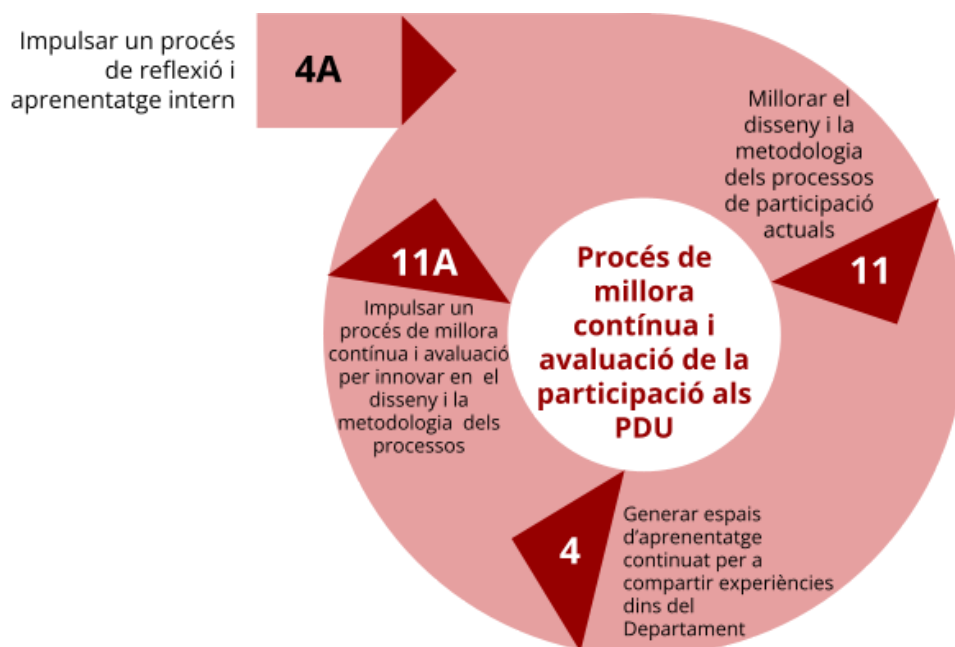 Impulsar un procés
de reflexió i
aprenentatge intern
4A
Millorar el
disseny i la
metodologia
dels processos
de participació
actuals
11
Procés de
millora
contínua i
avaluació de la
participació als
PDU
11A
Impulsar un
procés de millora
contínua i avaluació
per innovar en el
disseny i la
metodologia dels
processos
4
Generar espais
d'aprenentatge
continuat per a
compartir experiències
dins del
Departament